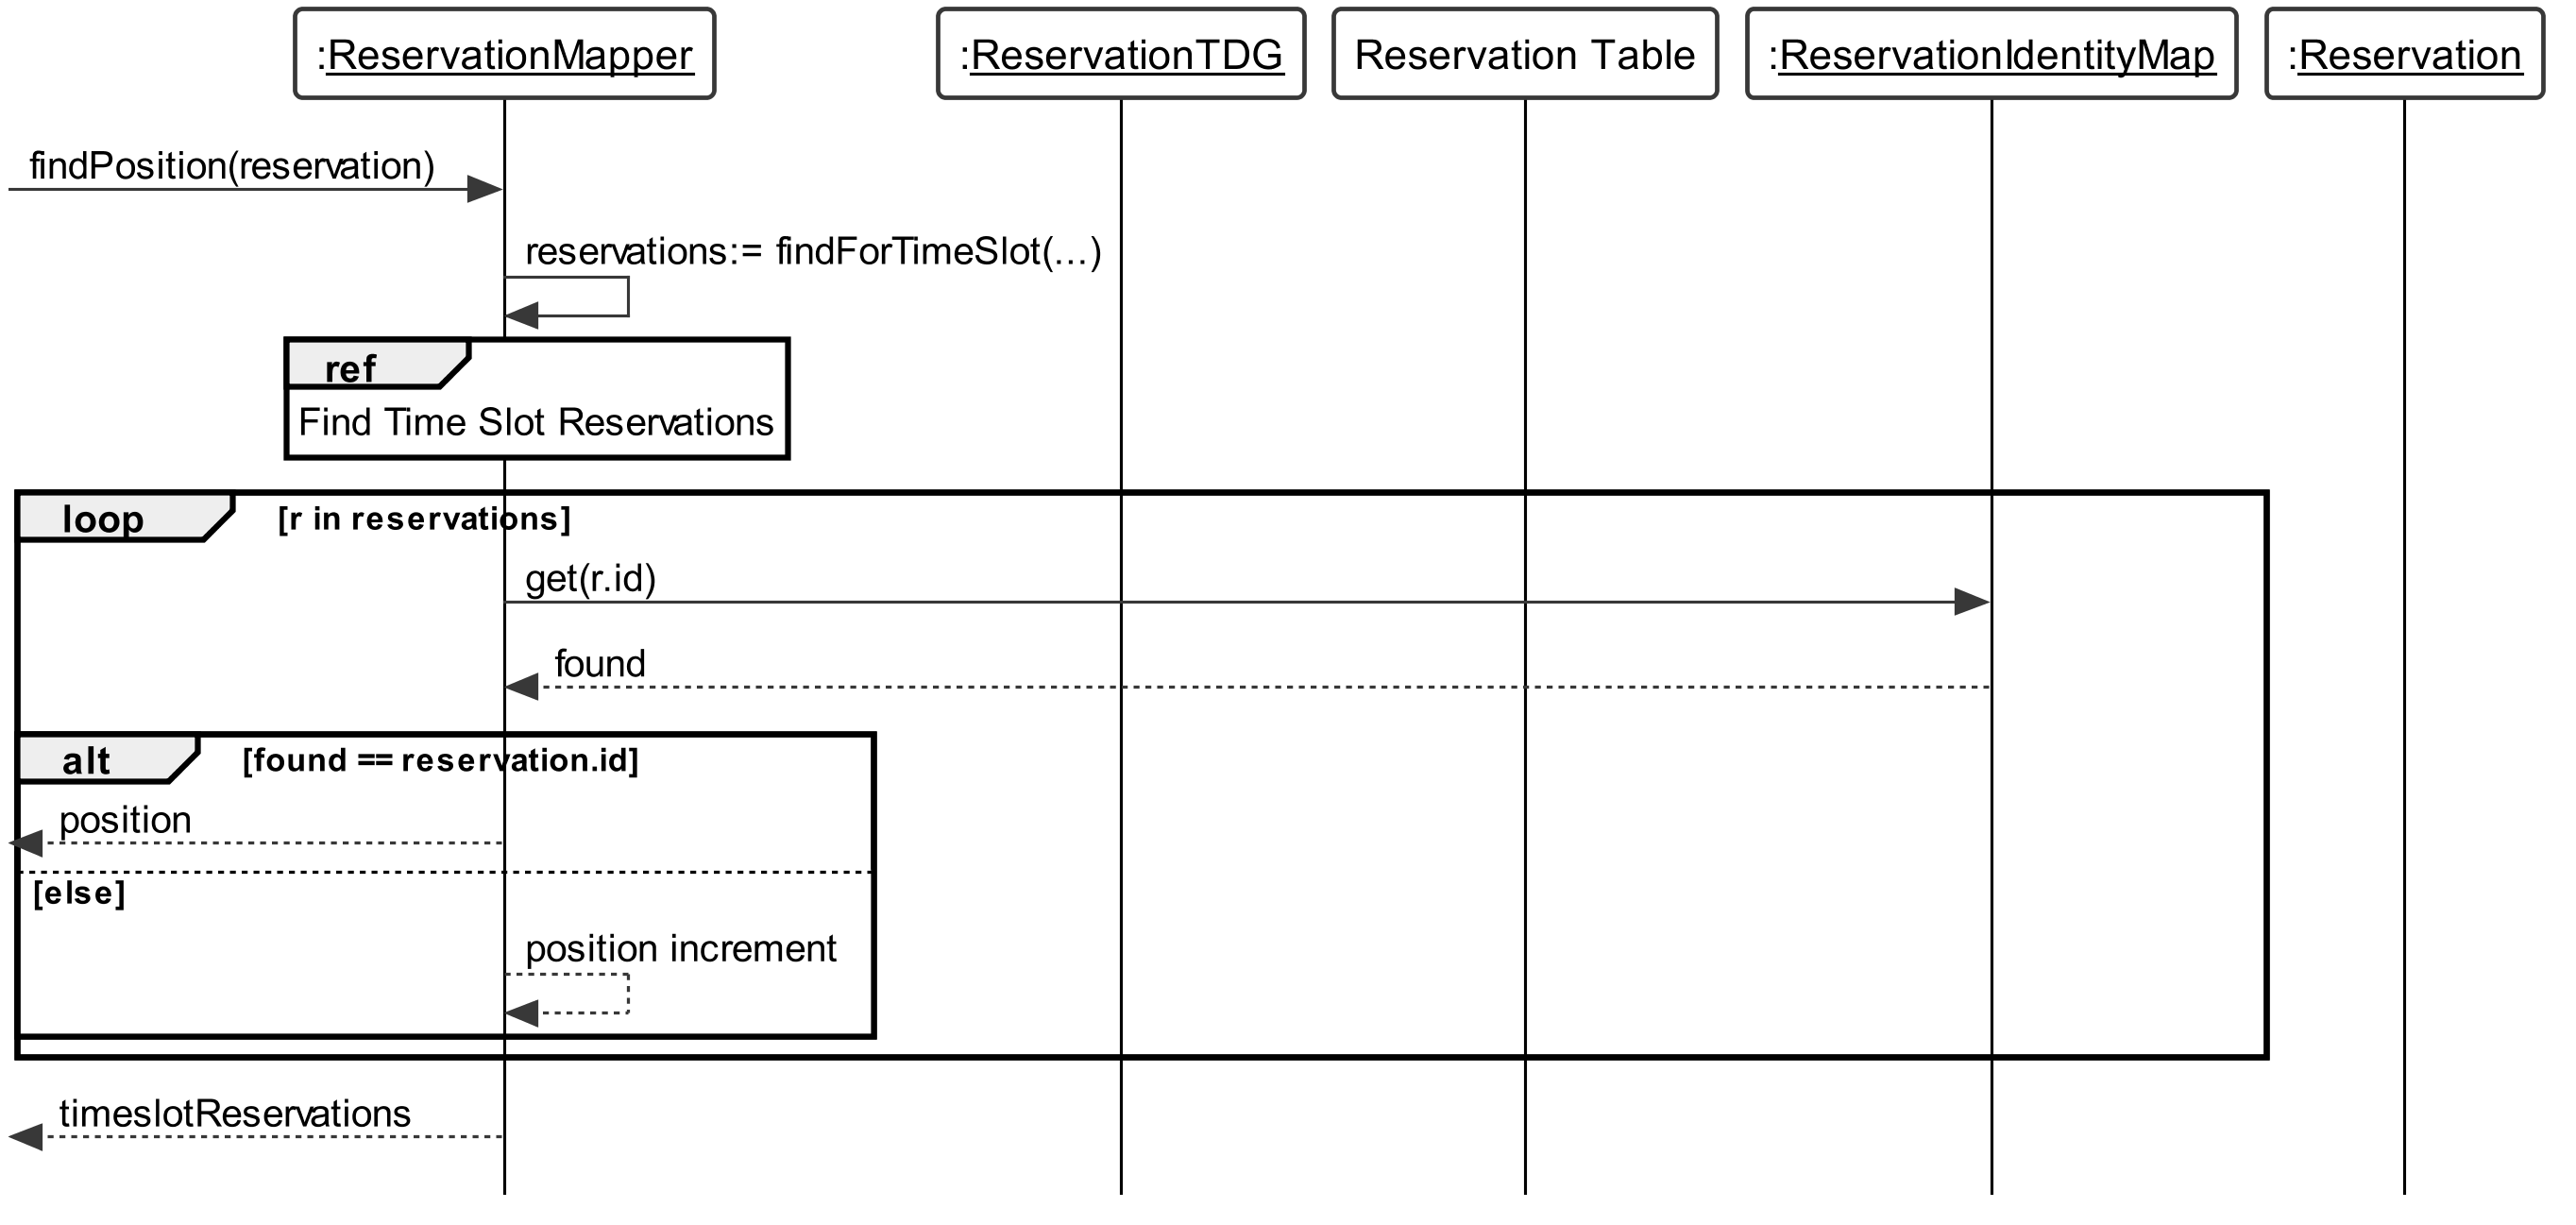 :ReservationMapper
:ReservationTDG
Reservation Table
:ReservationIdentityMap
:Reservation
findPosition(reservation)
reservations:= findForTimeSlot(...)
ref
Find Time Slot Reservations
loop
[r in reservations]
get(r.id)
found
alt
[found == reservation.id]
position
[else]
position increment
timeslotReservations